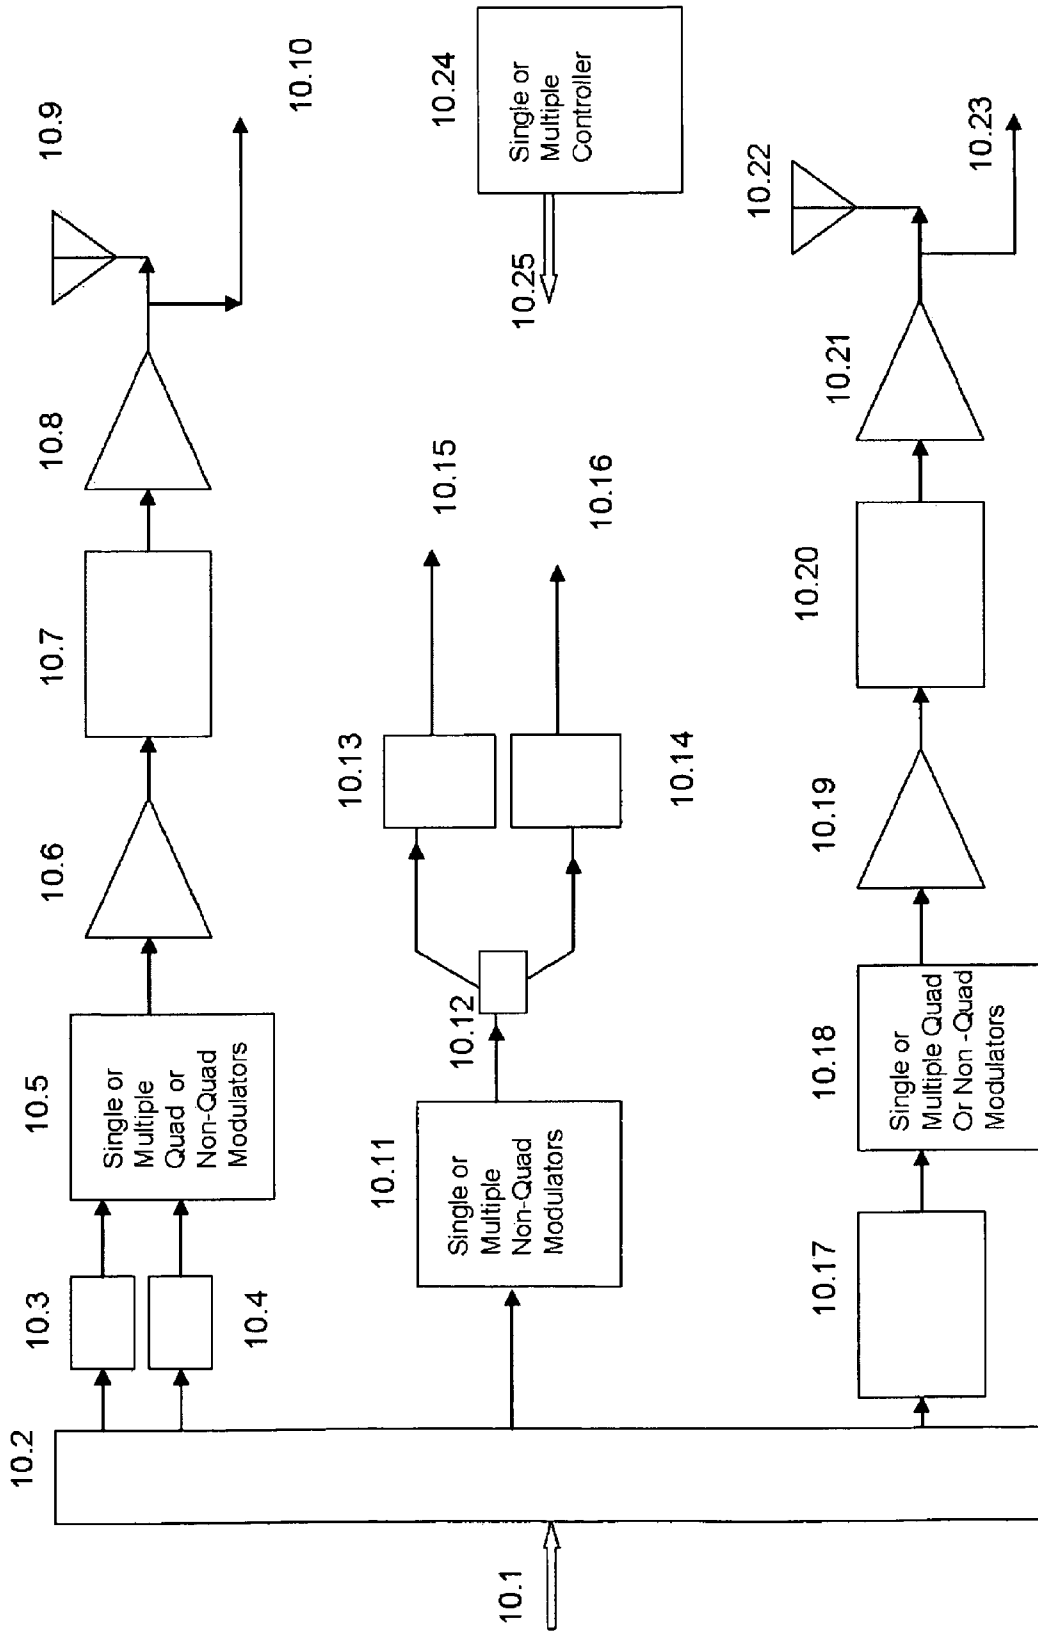 10.1
10.2
10.3
10.4
10.5
Single or
Multiple
Quad or
Non-Quad
Modulators
10.6
10.7
10.8
10.9
10.10
10.11
Single or
Multiple
Non-Quad
Modulators
10.12
10.13
10.14
10.15
10.16
10.17
10.18
Single or
Multiple Quad
Or Non -Quad
Modulators
10.19
10.20
10.21
10.22
10.23
10.24
Single or
Multiple
Controller
10.25